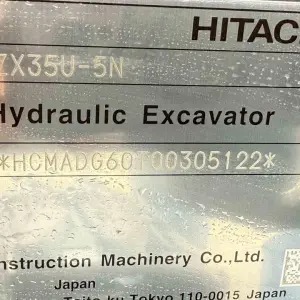 HITAC
ZX35U-5N
Hydraulic Excavator
*HCMADG60T00305122*
nstruction Machinery Co.,Ltd.
Japan
Taito-ku Tokyo 110-0015 Japan